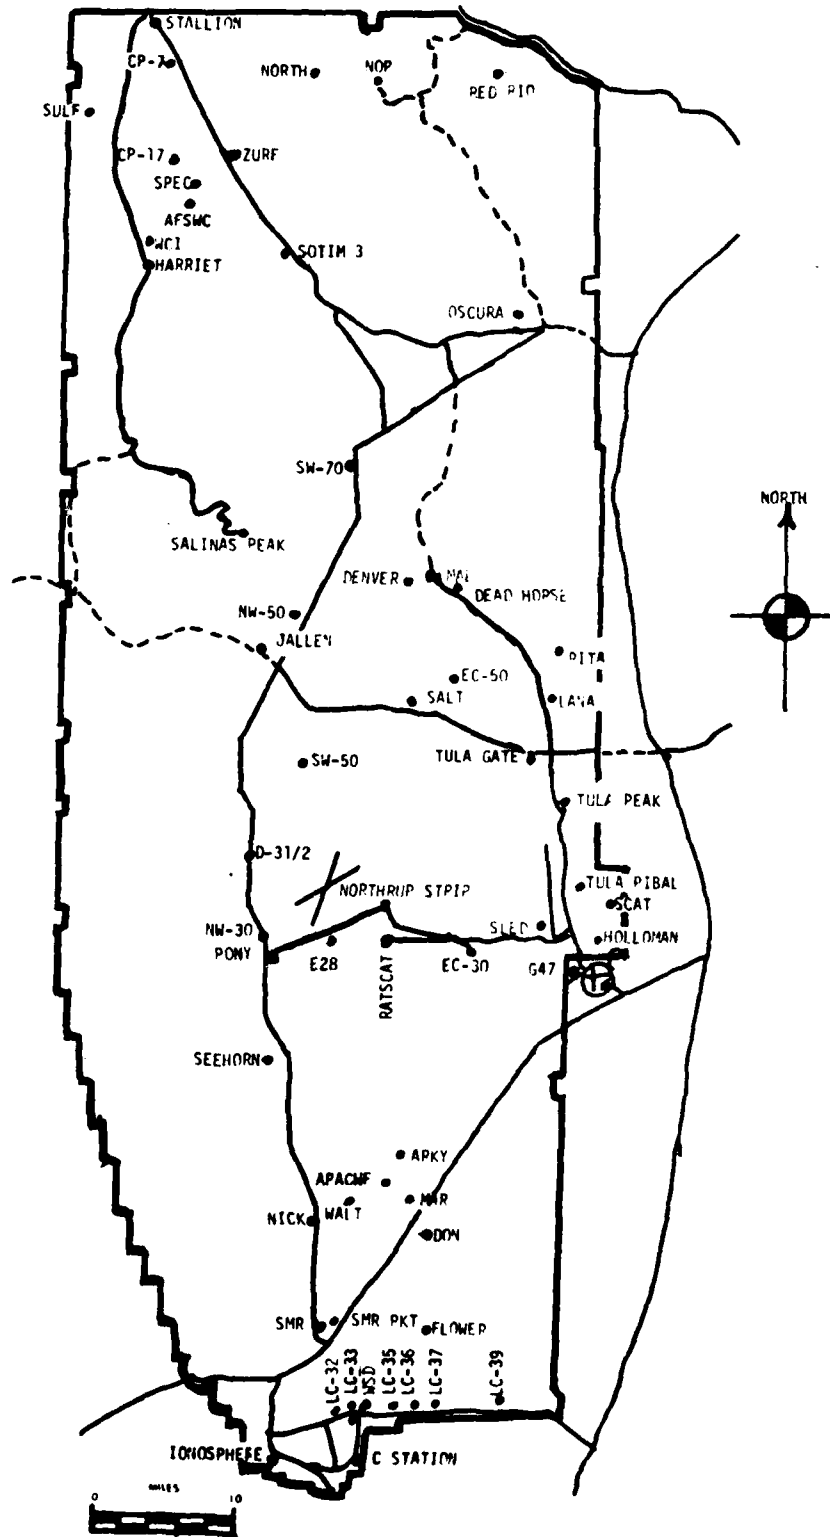 STALLION
CP-7
NORTH
NOP
RED RIO
SULF
CP-17
ZURF
SPEC
AFSWC
WCI
HARRIET
SOTIM 3
OSCURA
SW-70
NORTH
SALINAS PEAK
DENVER
MAL
DEAD HORSE
NW-50
JALLEN
RITA
EC-50
SALT
LANA
SW-50
TULA GATE
TULA PEAK
D-31/2
NORTHRUP STRIP
TULA PIBAL
SCAT
SLED
NW-30
HOLLOMAN
PONY
E28
RATSCAT
EC-30
G47
SEEHORN
ARKY
APACHE
WALT
MAR
NICK
DON
SMR
SMR PKT
FLOWER
LC-32
LC-33
WSD
LC-35
LC-36
LC-37
LC-39
IONOSPHERE
C STATION
MILES
0 10